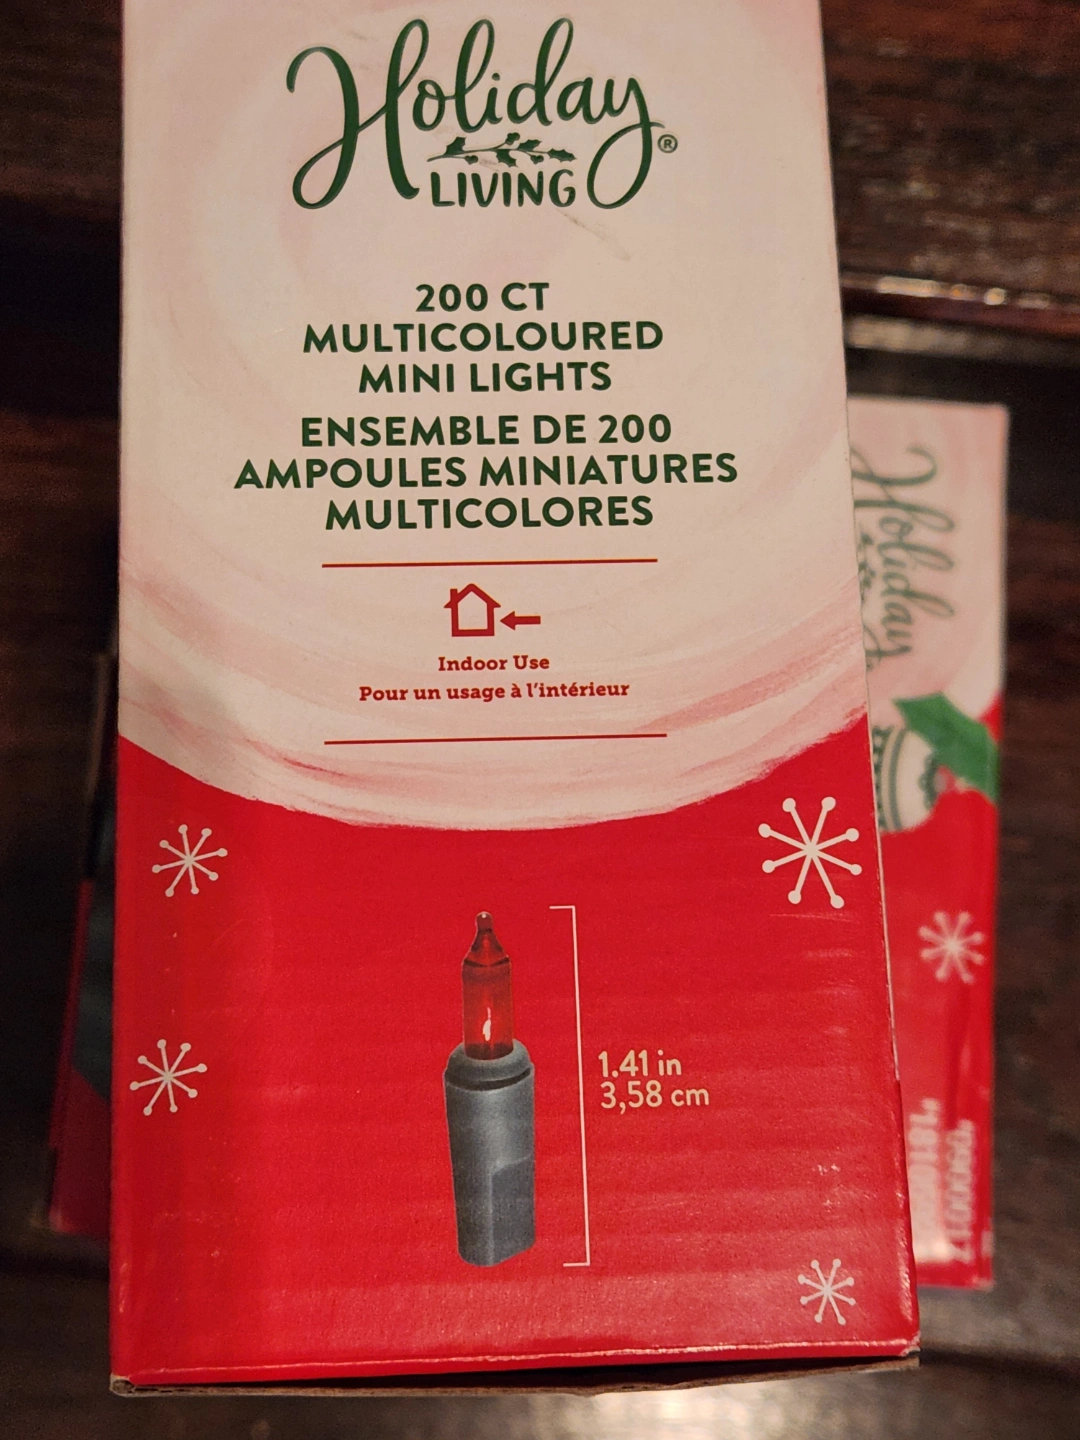 Holiday
LIVING®
200 CT
MULTICOLOURED
MINI LIGHTS
ENSEMBLE DE 200
AMPOULES MINIATURES
MULTICOLORES
Indoor Use
Pour un usage à l'intérieur
1.41 in
3,58 cm
Holiday